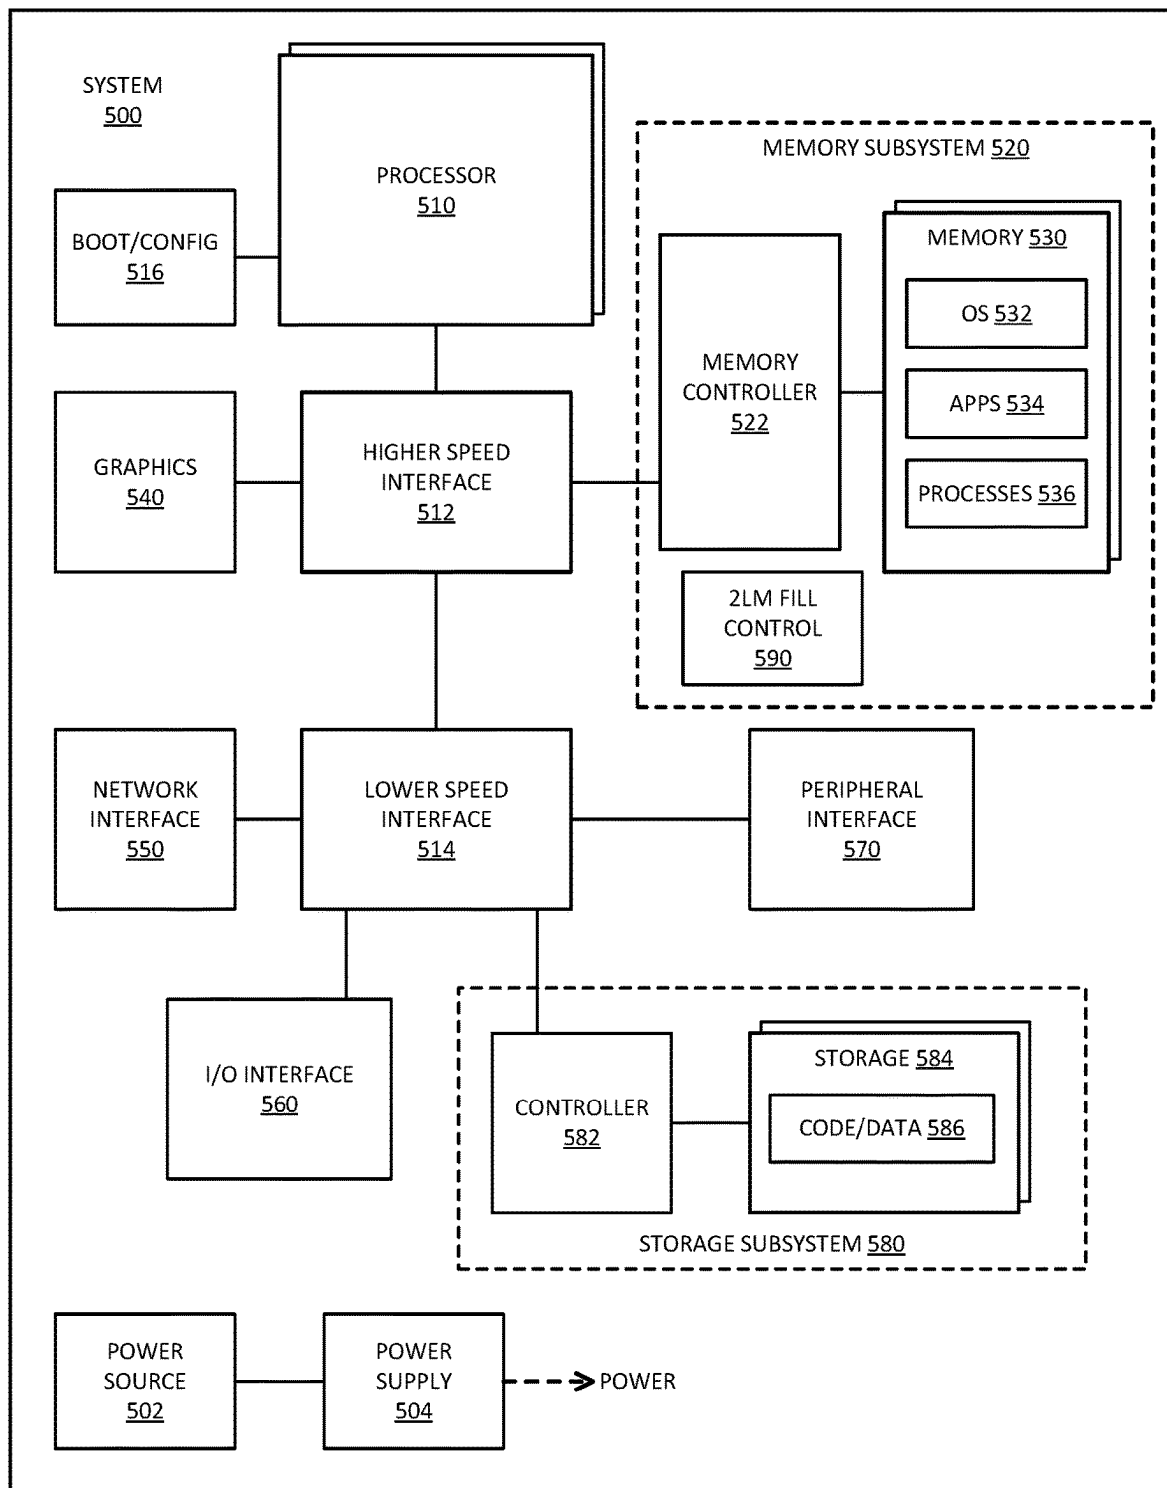 SYSTEM
500
PROCESSOR
510
BOOT/CONFIG
516
MEMORY SUBSYSTEM 520
MEMORY CONTROLLER
522
MEMORY 530
OS 532
APPS 534
PROCESSES 536
2LM FILL
CONTROL
590
GRAPHICS
540
HIGHER SPEED
INTERFACE
512
NETWORK
INTERFACE
550
LOWER SPEED
INTERFACE
514
PERIPHERAL
INTERFACE
570
I/O INTERFACE
560
CONTROLLER
582
STORAGE 584
CODE/DATA 586
STORAGE SUBSYSTEM 580
POWER
SOURCE
502
POWER
SUPPLY
504
POWER